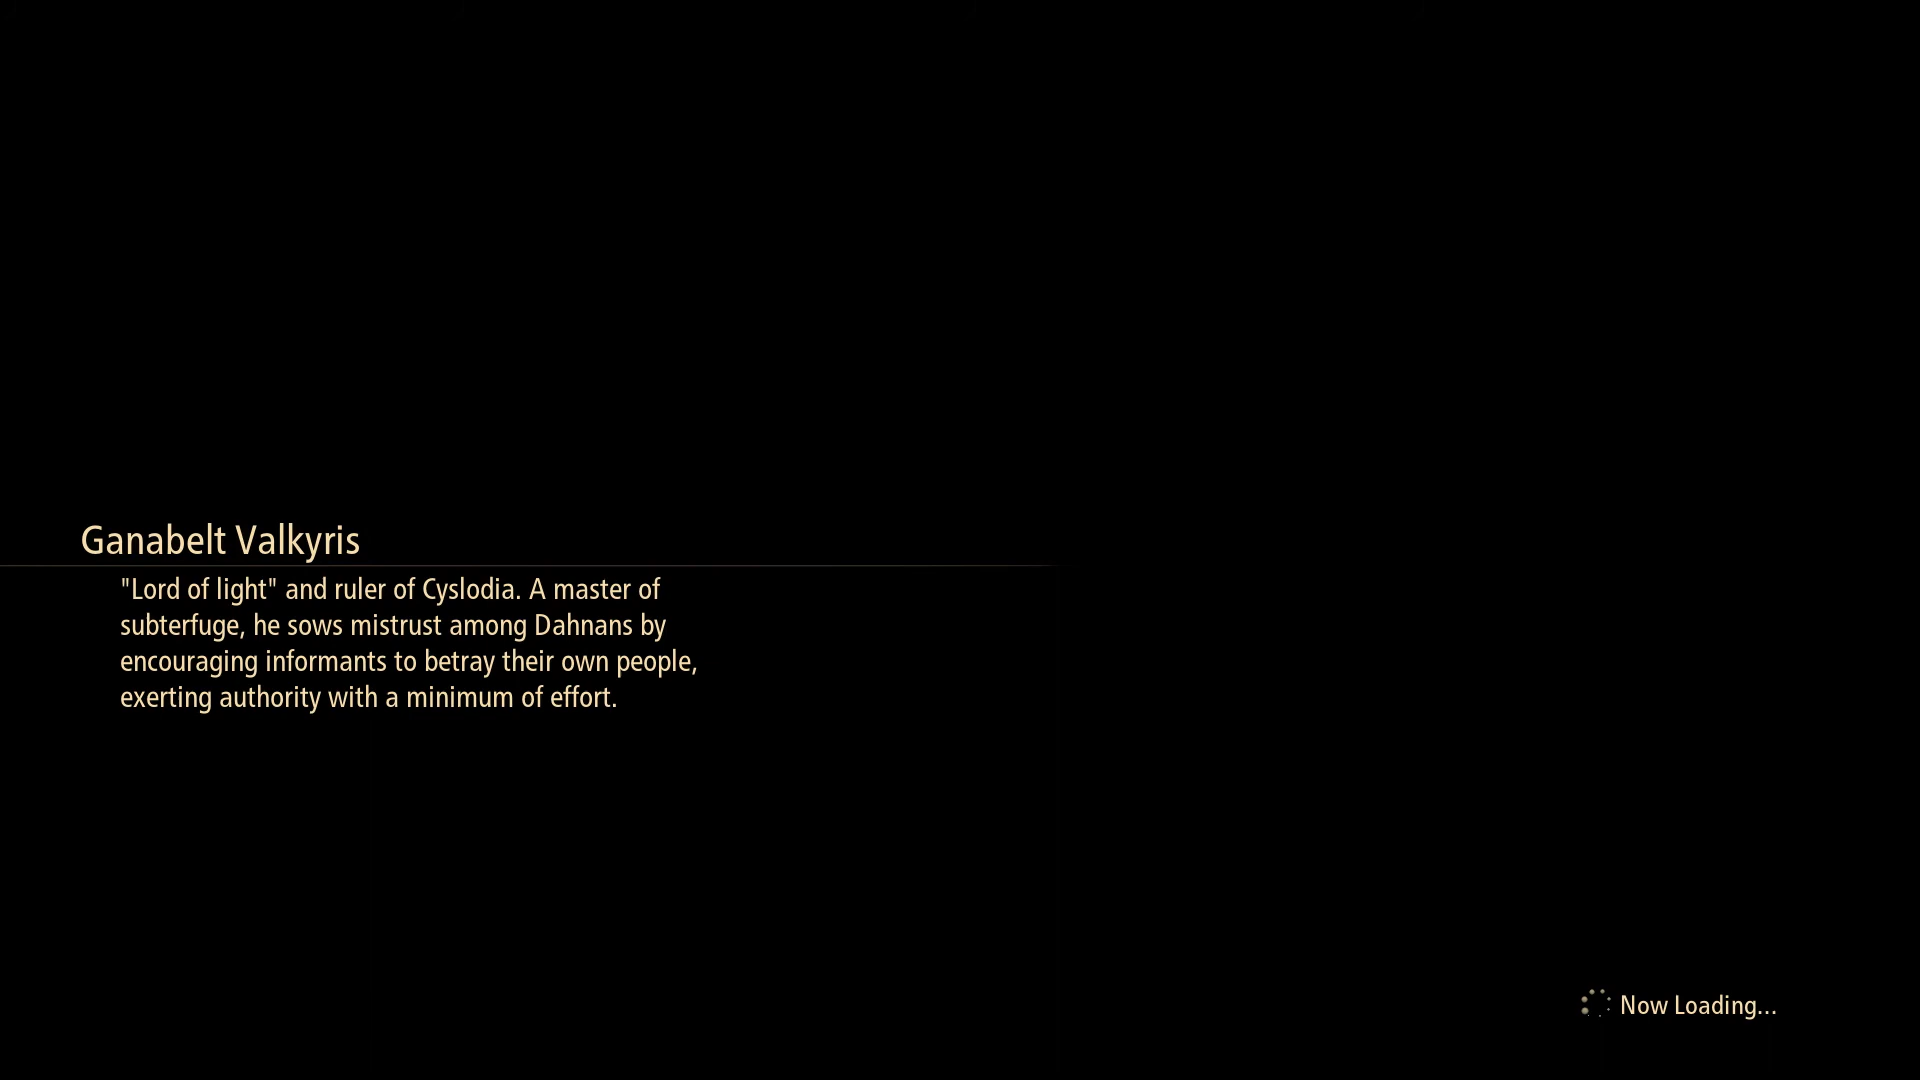 Ganabelt Valkyris
"Lord of light" and ruler of Cyslodia. A master of
subterfuge, he sows mistrust among Dahnans by
encouraging informants to betray their own people,
exerting authority with a minimum of effort.
Now Loading...